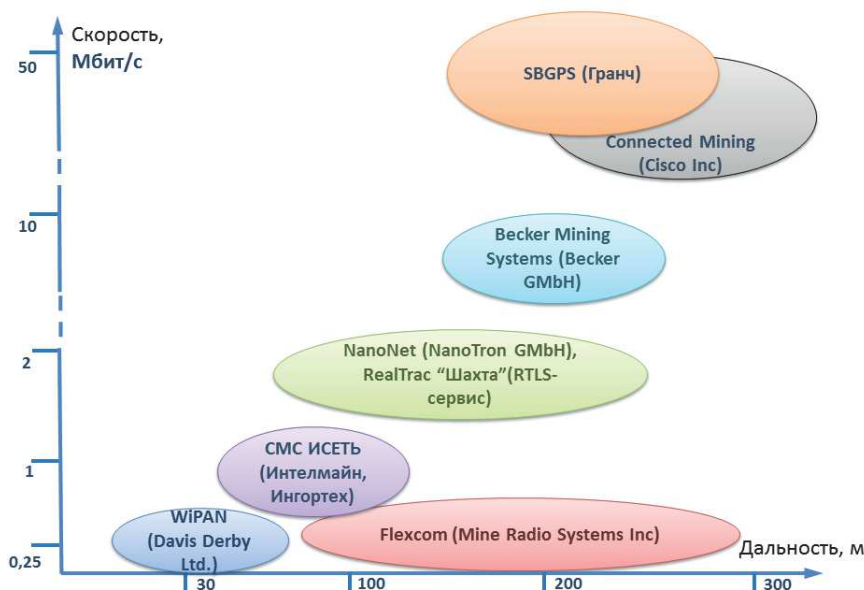 Скорость,
Мбит/с
50
SBGPS (Гранч)
Connected Mining
(Cisco Inc)
10
Becker Mining
Systems (Becker
GMbH)
2
NanoNet (NanoTron GMbH),
RealTrac “Шахта”(RTLS-
сервис)
1
СМС ИСЕТЬ
(Интелмайн,
Ингортех)
WiPAN
(Davis Derby
Ltd.)
Flexcom (Mine Radio Systems Inc)
0,25
Дальность, м
30
100
200
300